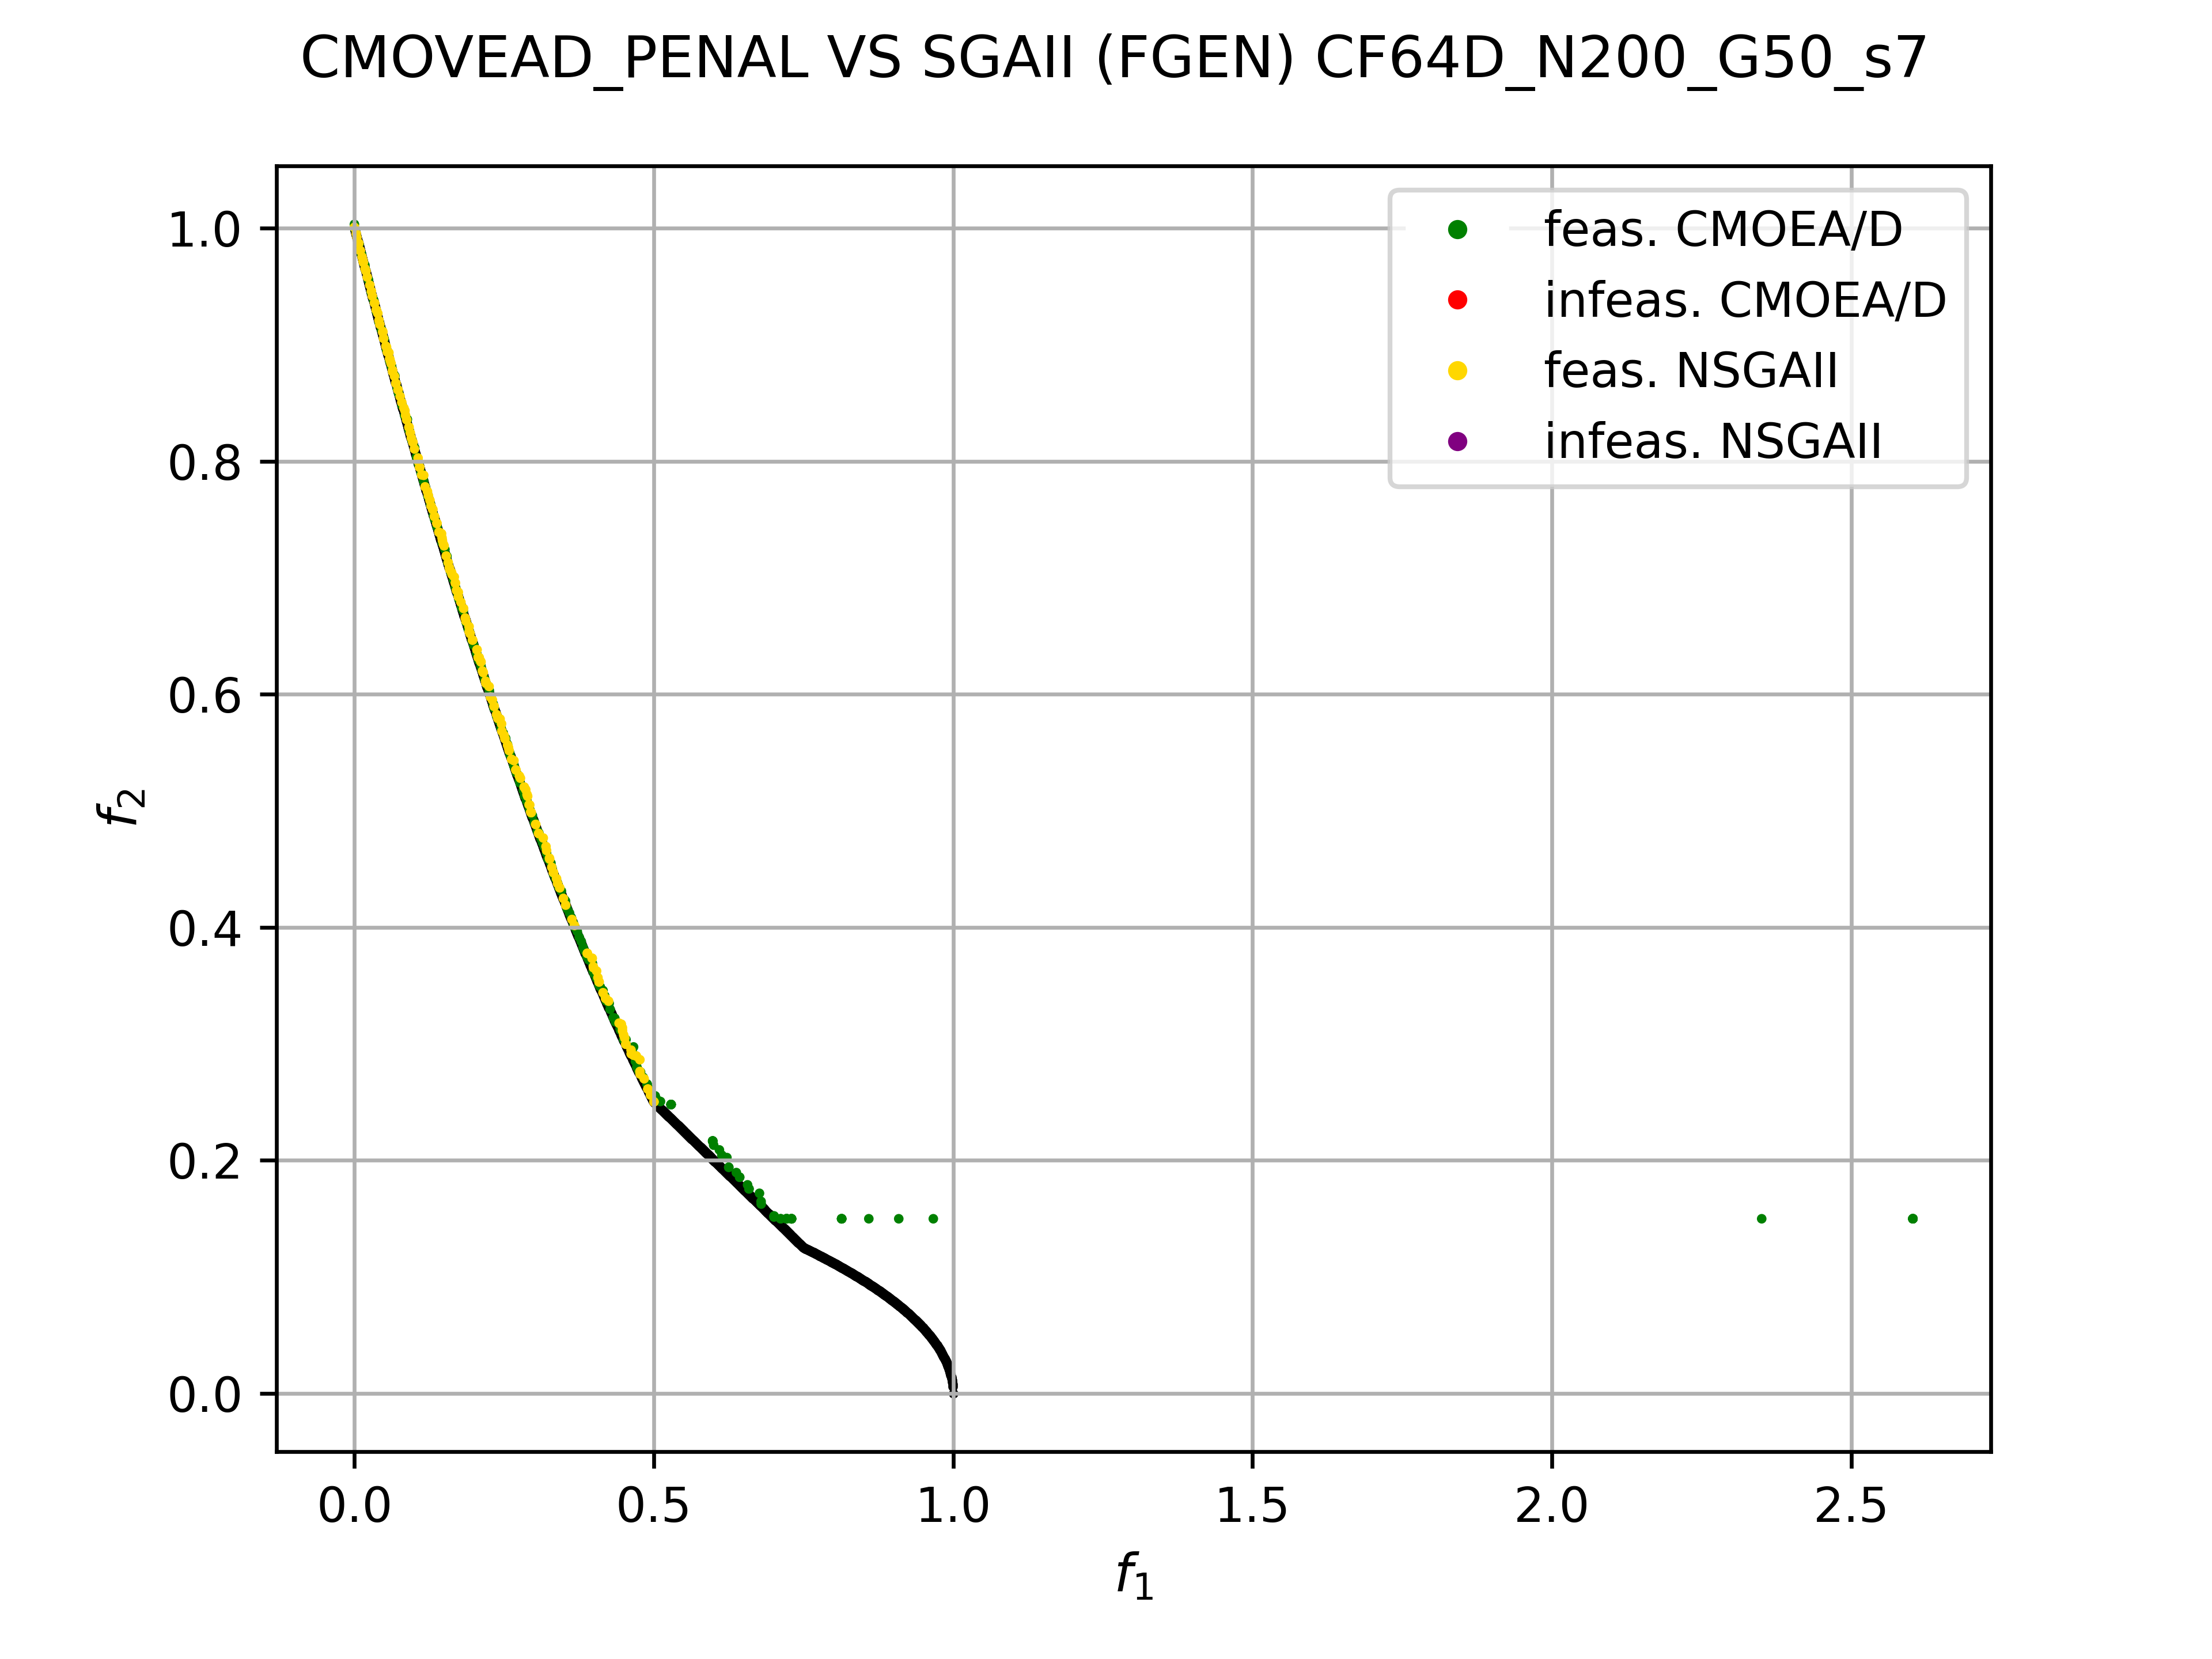 CMOVEAD_PENAL VS SGAII (FGEN) CF64D_N200_G50_s7
feas. CMOEA/D
infeas. CMOEA/D
feas. NSGAII
infeas. NSGAII
1.0
0.8
0.6
0.4
0.2
0.0
f2
0.0 0.5 1.0 1.5 2.0 2.5
f1